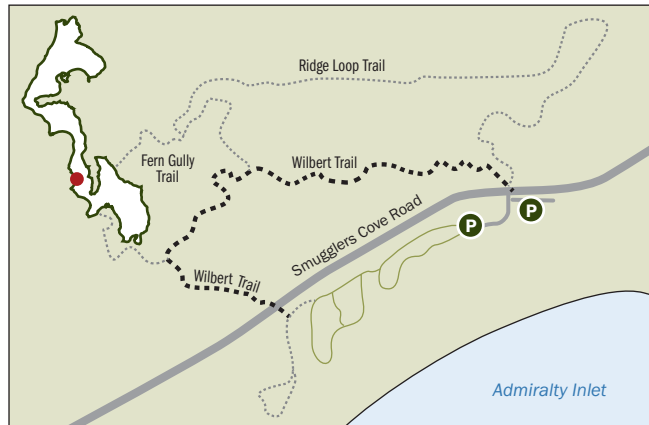 Ridge Loop Trail
Fern Gully
Trail
Wilbert Trail
Smugglers Cove Road
P
P
Wilbert Trail
Admiralty Inlet